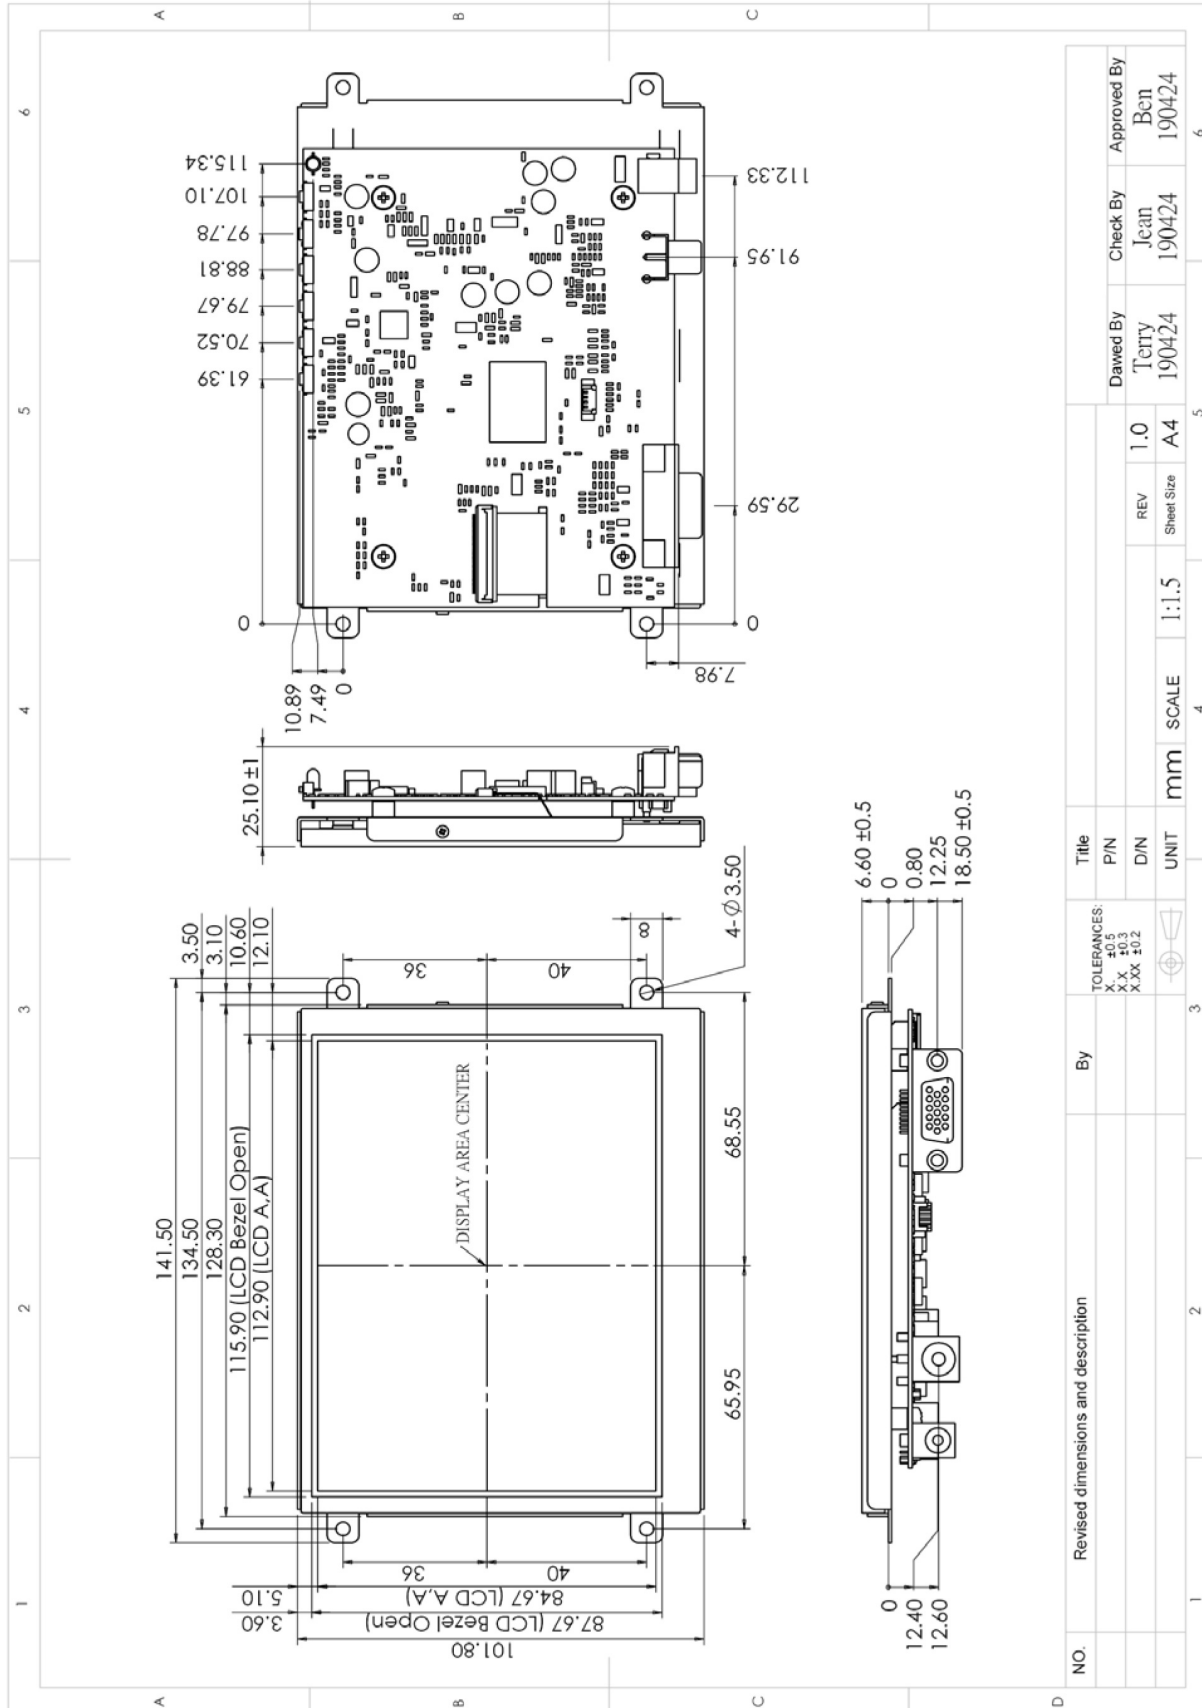 1
2
3
4
5
6
A
B
C
D
141.50
134.50
128.30
115.90 (LCD Bezel Open)
112.90 (LCD A,A)
3.50
3.10
10.60
12.10
101.80
87.67 (LCD Bezel Open)
84.67 (LCD A,A)
3.60
5.10
36
40
36
40
8
DISPLAY AREA CENTER
65.95
68.55
4-Ø3.50
25.10 ±1
10.89
7.49
0
0
61.39
70.52
79.67
88.81
97.78
107.10
115.34
7.98
0
29.59
91.95
112.33
0
12.40
12.60
6.60 ±0.5
0
0.80
12.25
18.50 ±0.5
NO.
Revised dimensions and description
By
TOLERANCES:
X. ±0.5
X.X ±0.3
X.XX ±0.2
Title
P/N
D/N
UNIT
mm
SCALE
1:1.5
REV
1.0
Sheet Size
A4
Dawed By
Check By
Approved By
Terry
Jean
Ben
190424
190424
190424
1
2
3
4
5
6
A
B
C